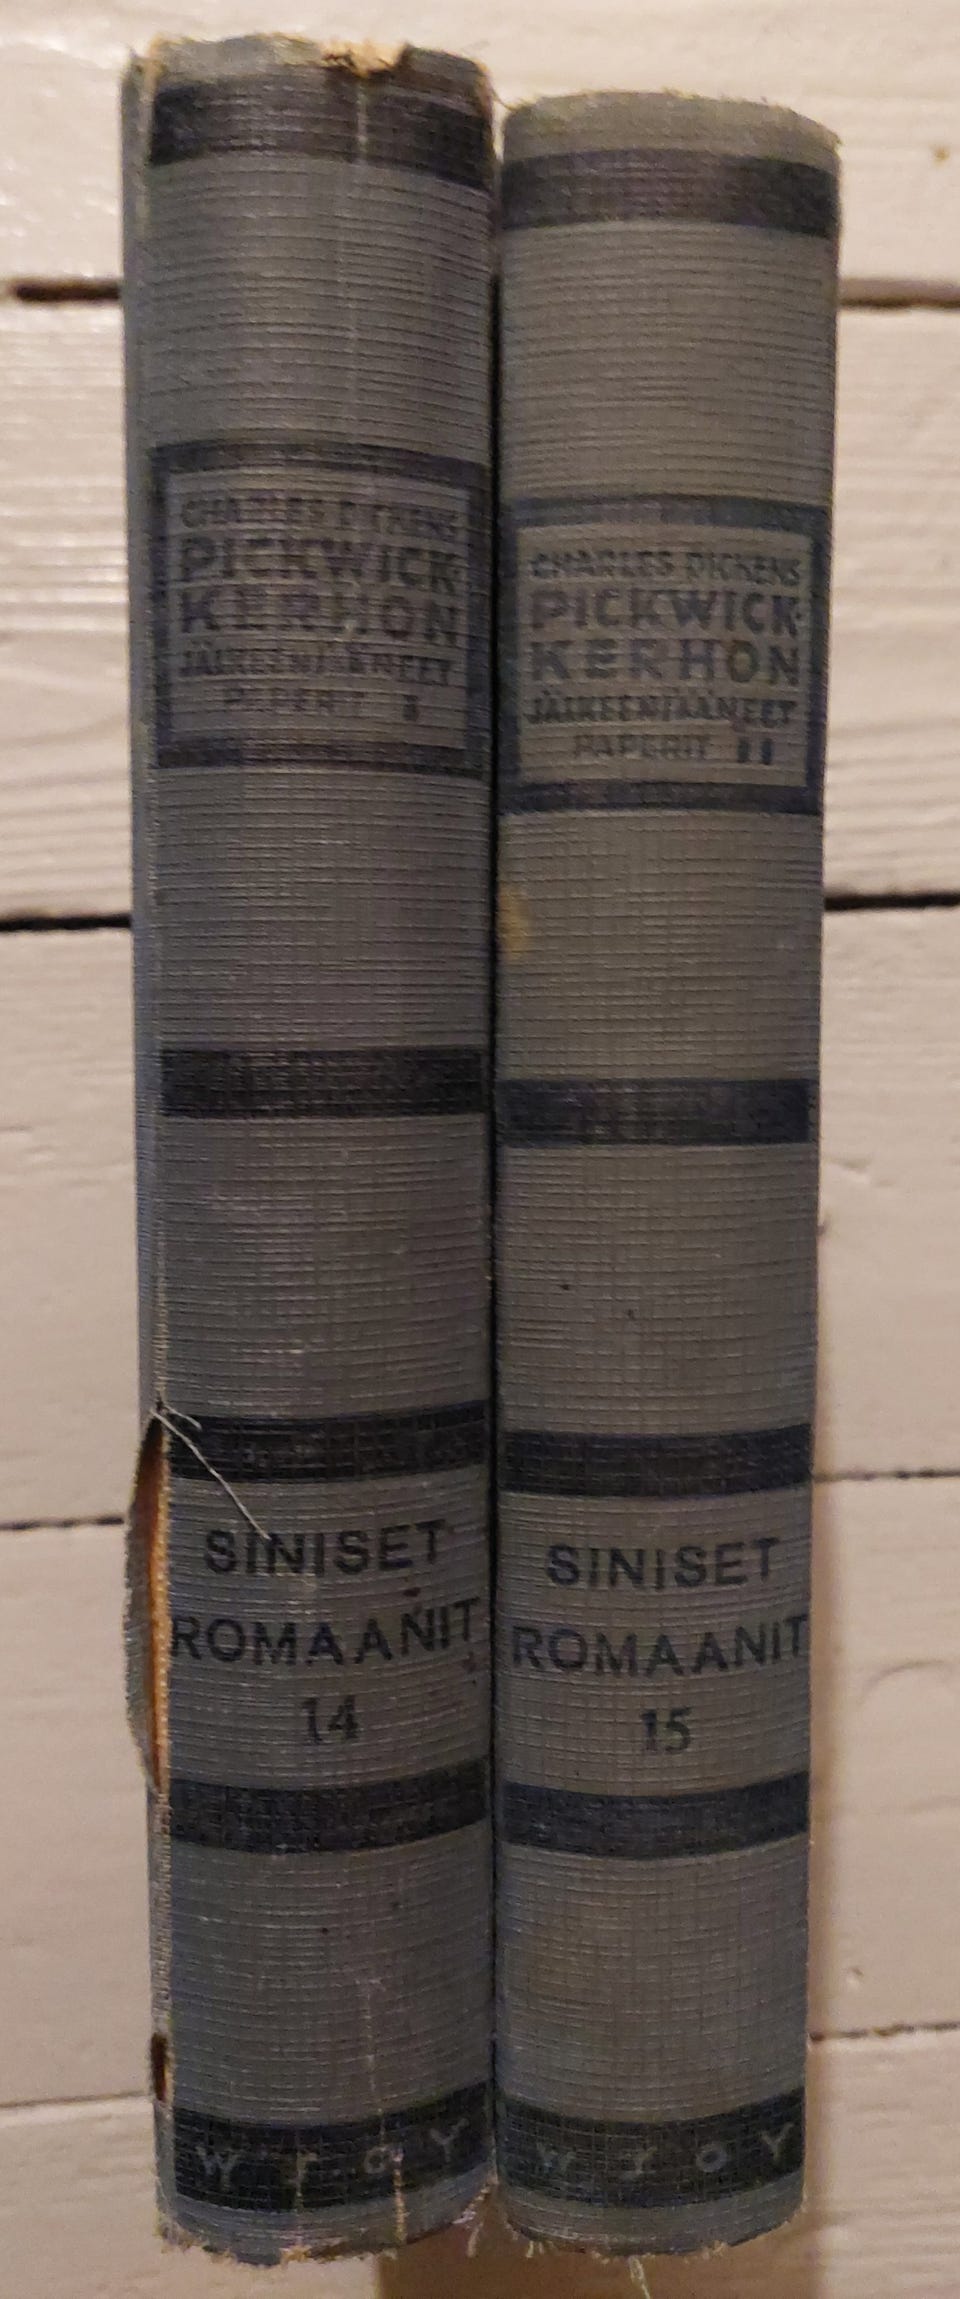 CHARLES DICKENS
PICKWICK-
KERHON
JÄLKEENJÄÄNEET
PAPERIT I
SINISET
ROMAANIT
14
W S O Y
CHARLES DICKENS
PICKWICK-
KERHON
JÄLKEENJÄÄNEET
PAPERIT II
SINISET
ROMAANIT
15
W S O Y